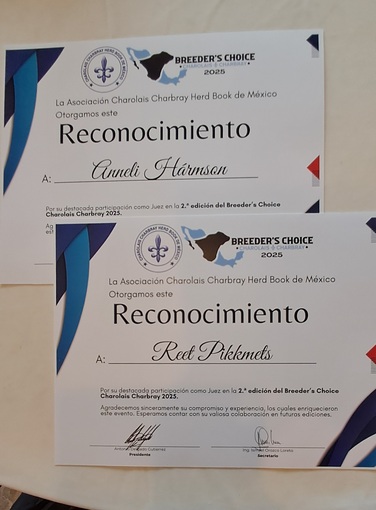 CHAROLAIS CHARBRAY HERD BOOK DE MÉXICO
BREEDER'S CHOICE
CHAROLAIS & CHARBRAY
2025
La Asociación Charolais Charbray Herd Book de México
Otorgamos este
Reconocimiento
A: Anneli Hármson
Por su destacada participación como Juez en la 2.ª edición del Breeder's Choice
Charolais Charbray 2025.
CHAROLAIS CHARBRAY HERD BOOK DE MÉXICO
BREEDER'S CHOICE
CHAROLAIS & CHARBRAY
2025
La Asociación Charolais Charbray Herd Book de México
Otorgamos este
Reconocimiento
A: Reet Pikkmets
Por su destacada participación como Juez en la 2.ª edición del Breeder's Choice
Charolais Charbray 2025.
Agradecemos sinceramente su compromiso y experiencia, los cuales enriquecieron
este evento. Esperamos contar con su valiosa colaboración en futuras ediciones.
Presidente
Secretario